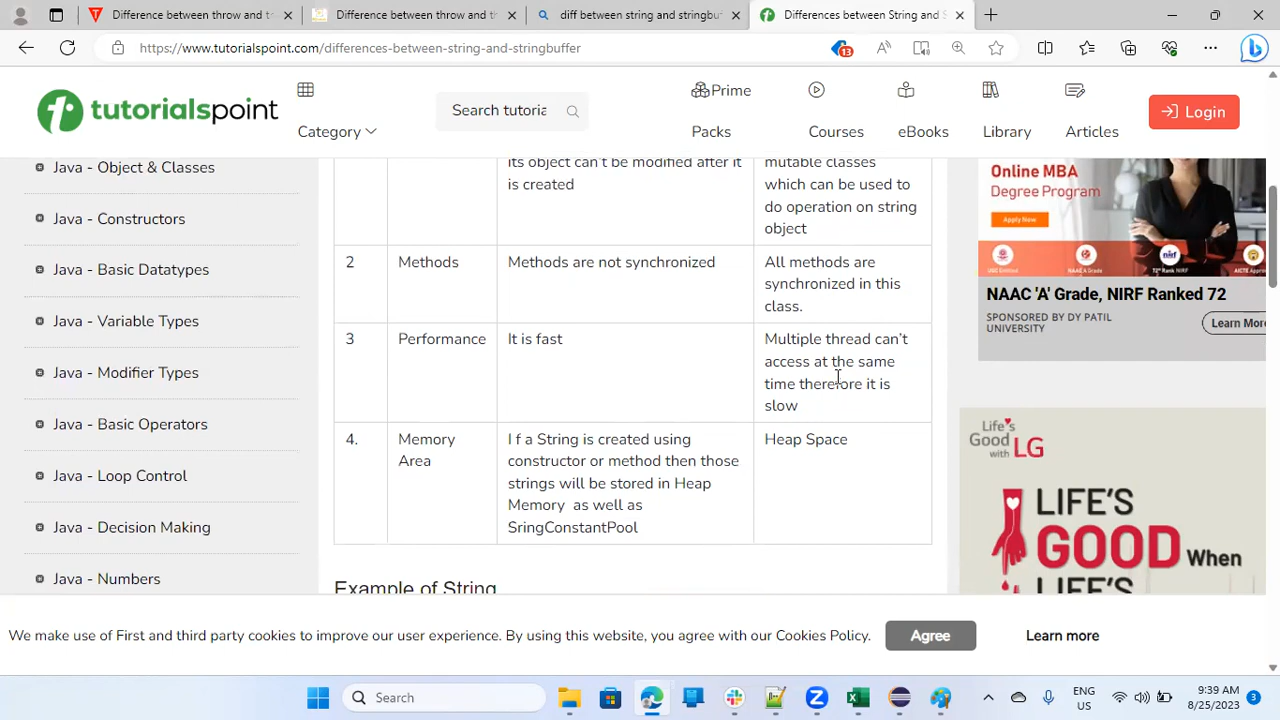 Difference between throw and t
Difference between throw and th
diff between string and stringbu
Differences between String and S
https://www.tutorialspoint.com/differences-between-string-and-stringbuffer
13
tutorialspoint
Category
Search tutoria
Prime
Packs
Courses
eBooks
Library
Articles
Login
Java - Object & Classes
Java - Constructors
Java - Basic Datatypes
Java - Variable Types
Java - Modifier Types
Java - Basic Operators
Java - Loop Control
Java - Decision Making
Java - Numbers
its object can't be modified after it
is created
mutable classes
which can be used to
do operation on string
object
2
Methods
Methods are not synchronized
All methods are
synchronized in this
class.
3
Performance
It is fast
Multiple thread can't
access at the same
time therefore it is
slow
4.
Memory
Area
I f a String is created using
constructor or method then those
strings will be stored in Heap
Memory as well as
SringConstantPool
Heap Space
Example of String
Online MBA
Degree Program
Apply Now
NAAC 'A' Grade, NIRF Ranked 72
SPONSORED BY DY PATIL
UNIVERSITY
Learn More
Life's
Good
with LG
LIFE'S
GOOD When
LIFE'S
We make use of First and third party cookies to improve our user experience. By using this website, you agree with our Cookies Policy.
Agree
Learn more
Search
ENG
US
9:39 AM
8/25/2023
3